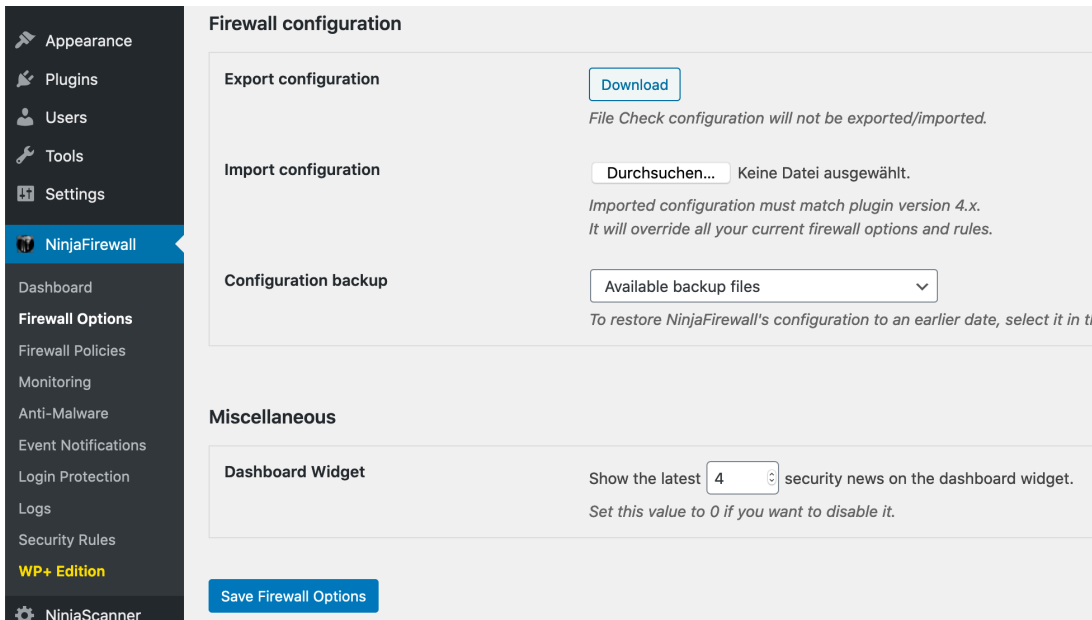 Appearance
Plugins
Users
Tools
Settings
NinjaFirewall
Dashboard
Firewall Options
Firewall Policies
Monitoring
Anti-Malware
Event Notifications
Login Protection
Logs
Security Rules
WP+ Edition
NinjaScanner
Firewall configuration
Export configuration
Download
File Check configuration will not be exported/imported.
Import configuration
Durchsuchen... Keine Datei ausgewählt.
Imported configuration must match plugin version 4.x.
It will override all your current firewall options and rules.
Configuration backup
Available backup files
To restore NinjaFirewall's configuration to an earlier date, select it in
Miscellaneous
Dashboard Widget
Show the latest 4 security news on the dashboard widget.
Set this value to 0 if you want to disable it.
Save Firewall Options